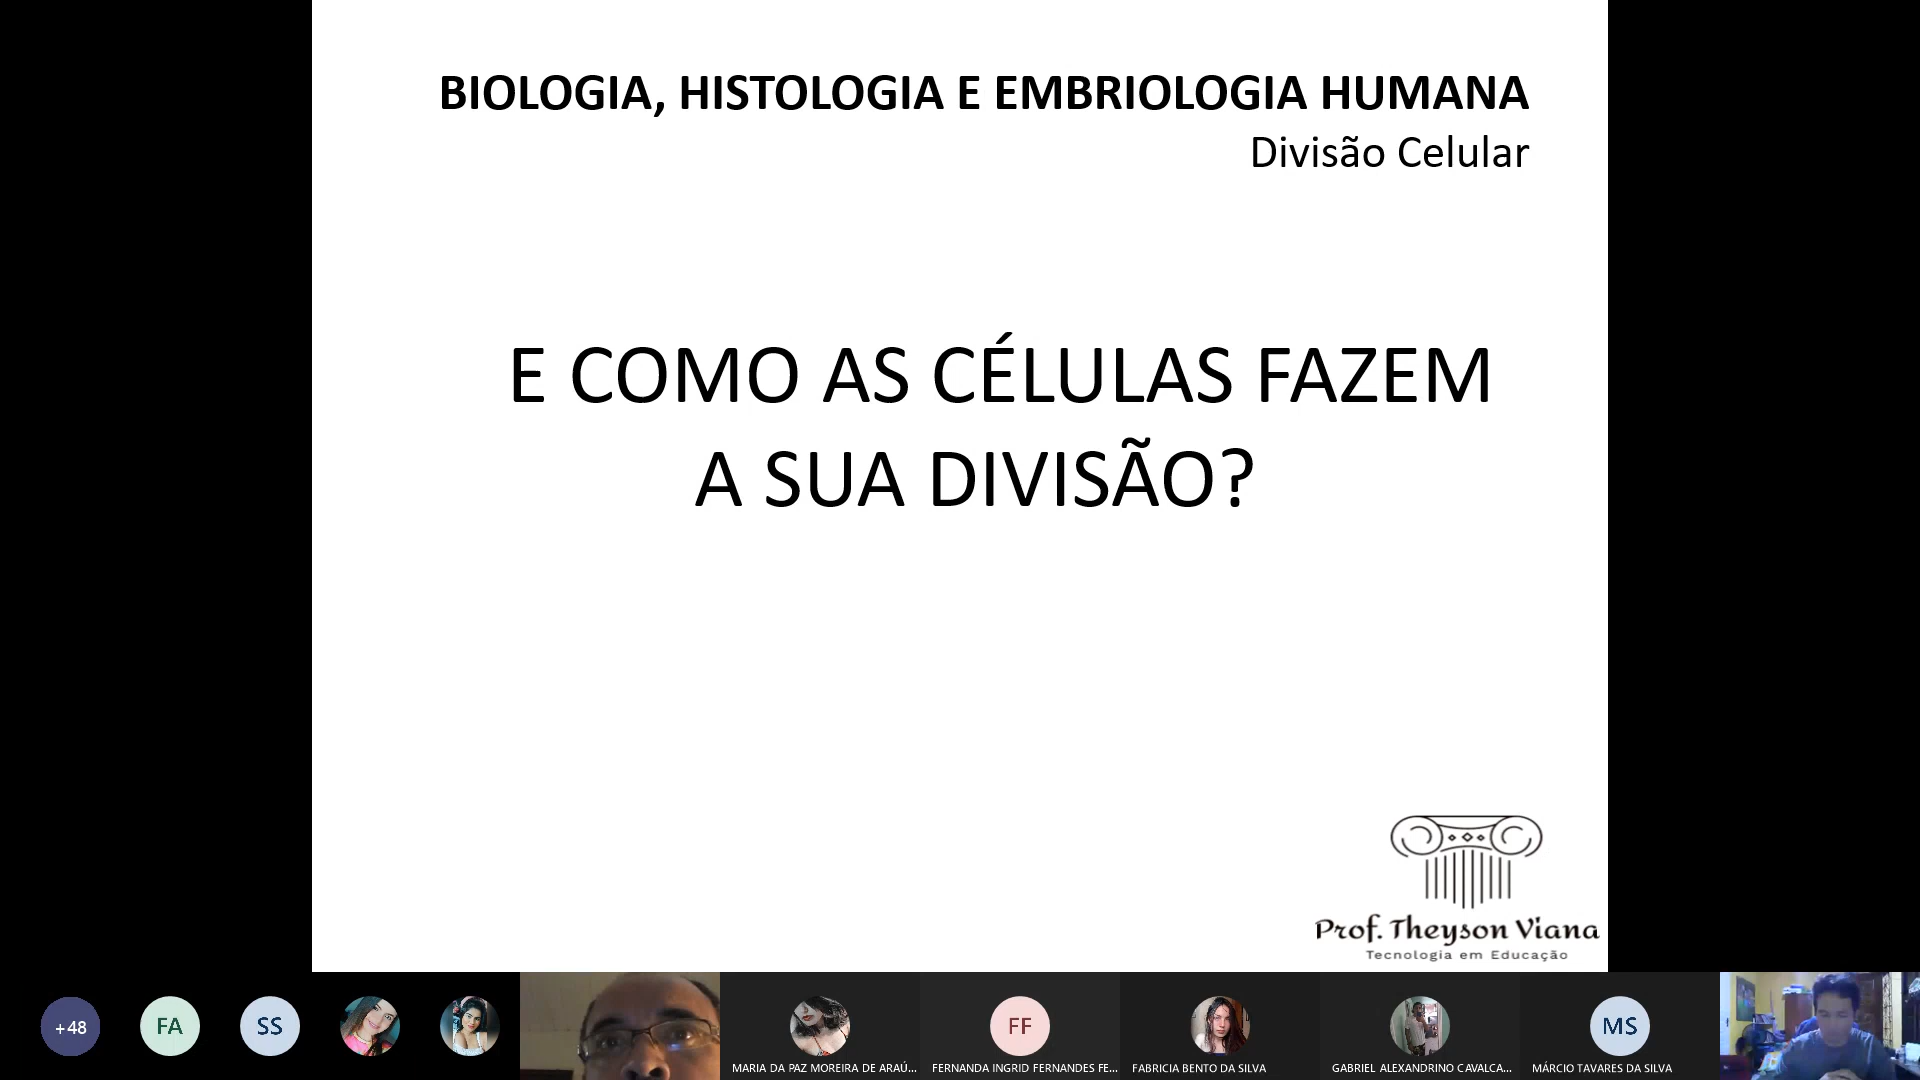 BIOLOGIA, HISTOLOGIA E EMBRIOLOGIA HUMANA
Divisão Celular
E COMO AS CÉLULAS FAZEM
A SUA DIVISÃO?
Prof. Theyson Viana
Tecnologia em Educação
+48
FA
SS
FF
MS
MARIA DA PAZ MOREIRA DE ARAÚ...
FERNANDA INGRID FERNANDES FE...
FABRICIA BENTO DA SILVA
GABRIEL ALEXANDRINO CAVALCA...
MÁRCIO TAVARES DA SILVA